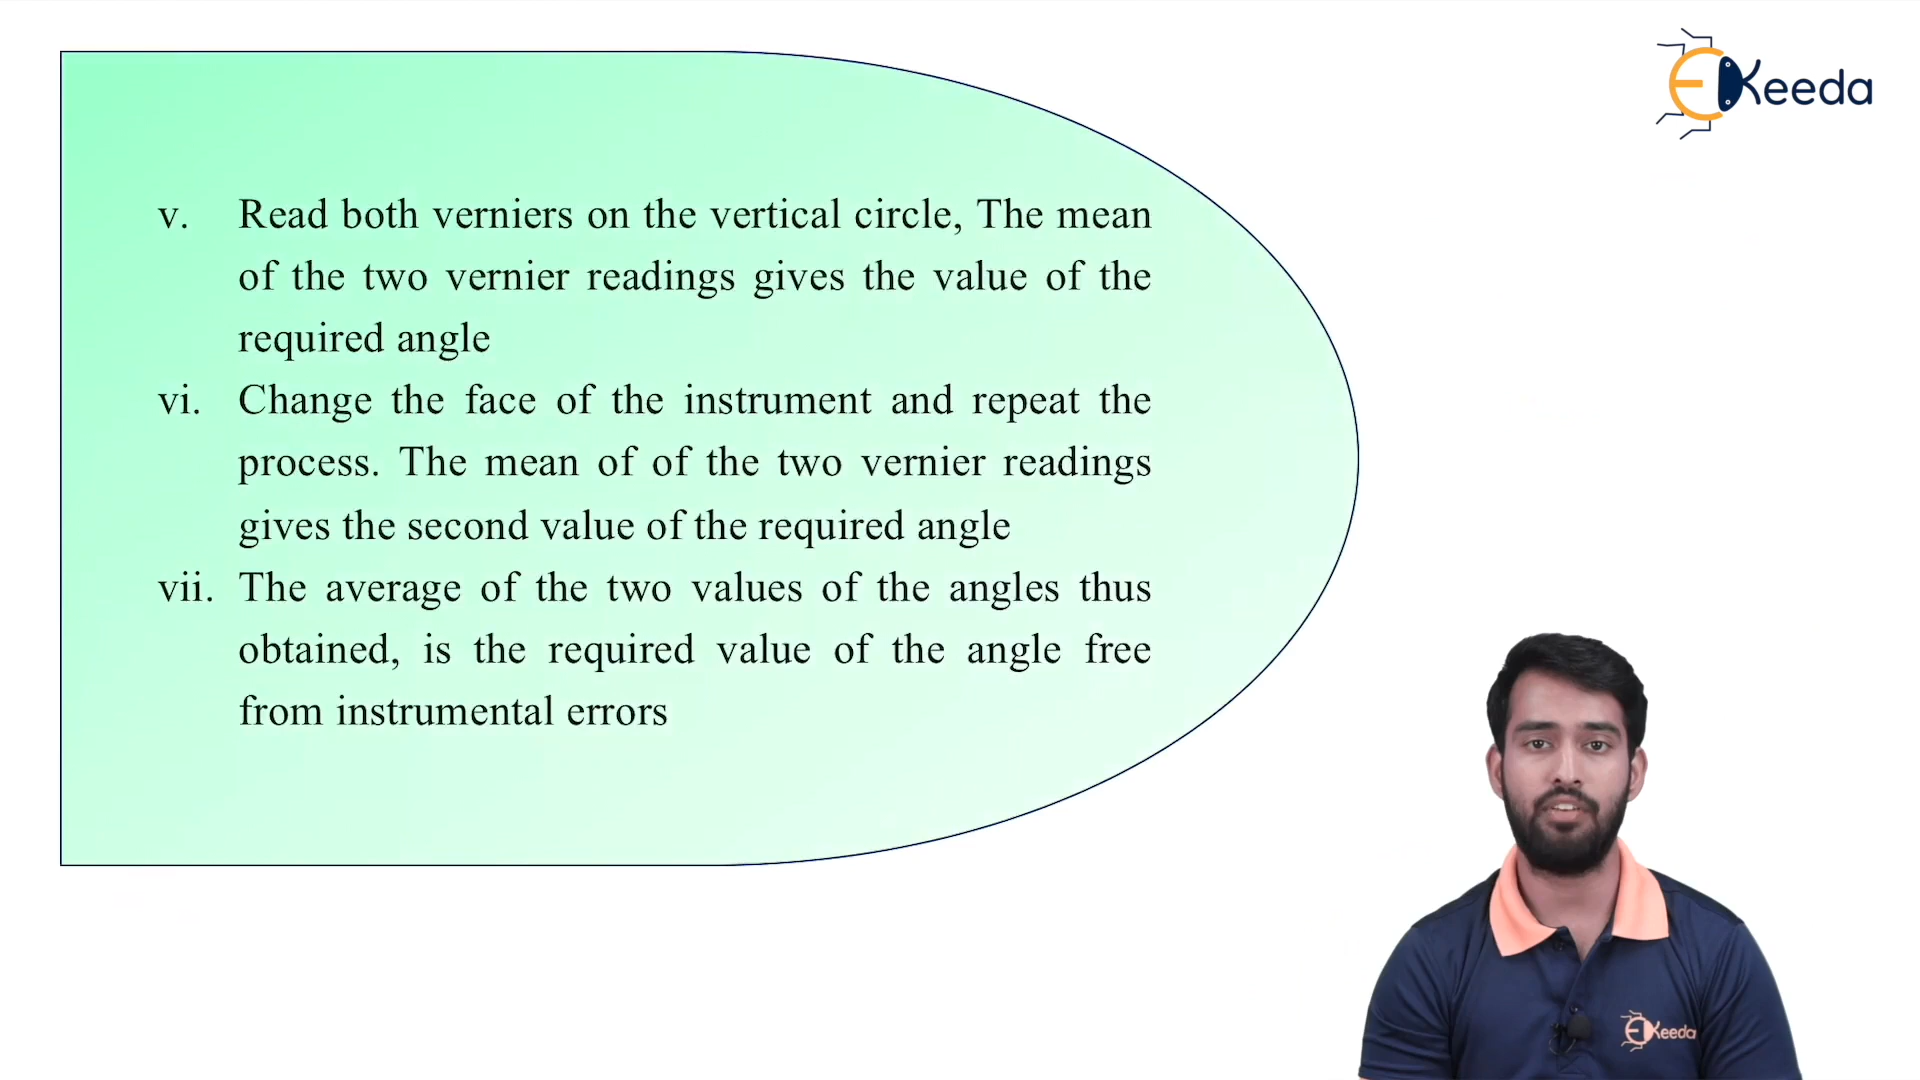 EKeeda
v. Read both verniers on the vertical circle, The mean
of the two vernier readings gives the value of the
required angle
vi. Change the face of the instrument and repeat the
process. The mean of of the two vernier readings
gives the second value of the required angle
vii. The average of the two values of the angles thus
obtained, is the required value of the angle free
from instrumental errors
EKeeda